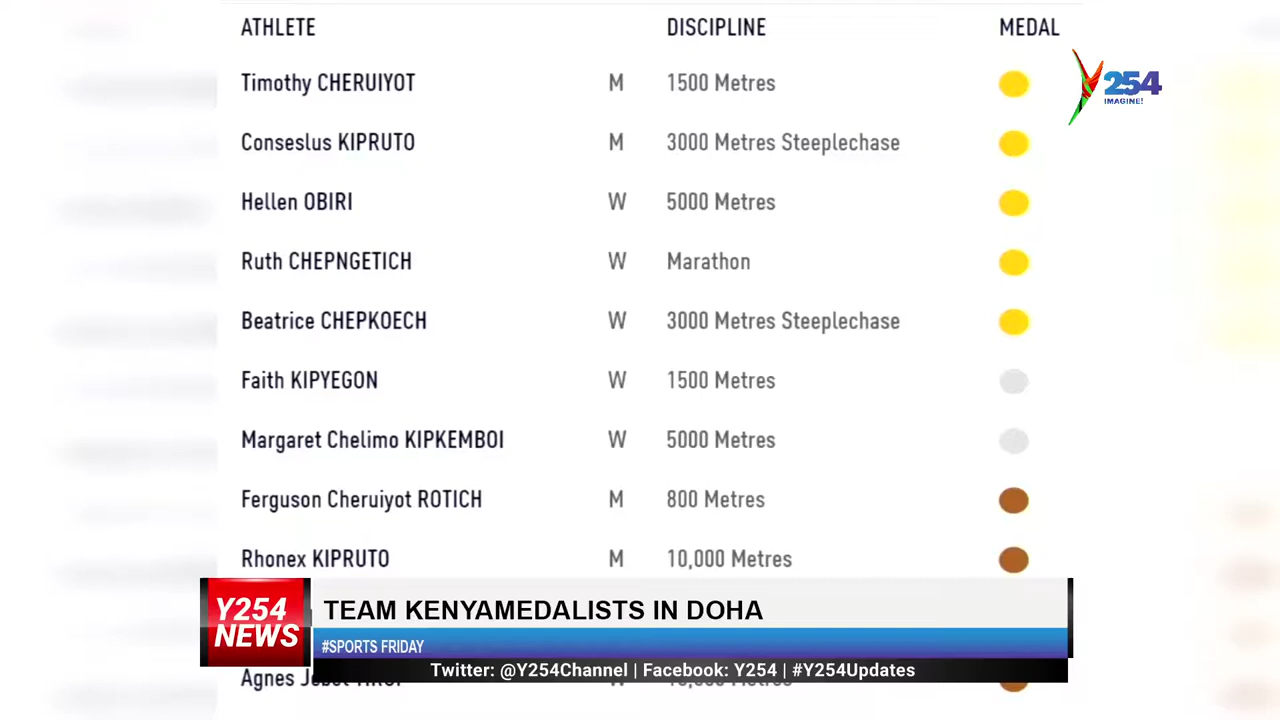 ATHLETE DISCIPLINE MEDAL
Timothy CHERUIYOT M 1500 Metres
Y254
IMAGINE!
Conseslus KIPRUTO M 3000 Metres Steeplechase
Hellen OBIRI W 5000 Metres
Ruth CHEPNGETICH W Marathon
Beatrice CHEPKOECH W 3000 Metres Steeplechase
Faith KIPYEGON W 1500 Metres
Margaret Chelimo KIPKEMBOI W 5000 Metres
Ferguson Cheruiyot ROTICH M 800 Metres
Rhonex KIPRUTO M 10,000 Metres
Y254
NEWS
TEAM KENYAMEDALISTS IN DOHA
#SPORTS FRIDAY
Twitter: @Y254Channel | Facebook: Y254 | #Y254Updates
Agnes